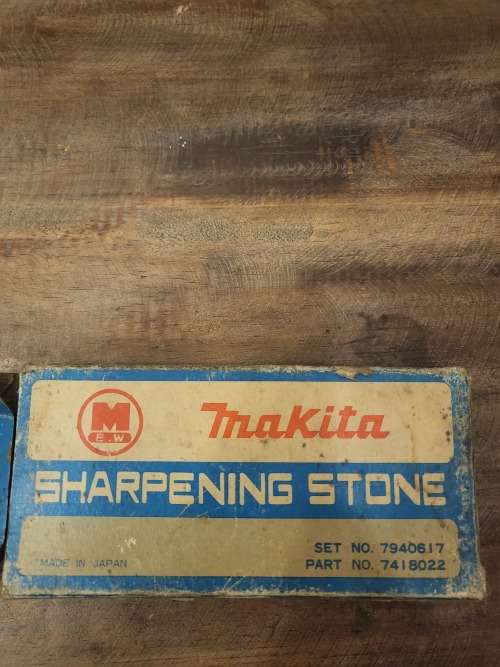 M
E.W
Makita
SHARPENING STONE
SET NO. 7940617
MADE IN JAPAN
PART NO. 7418022